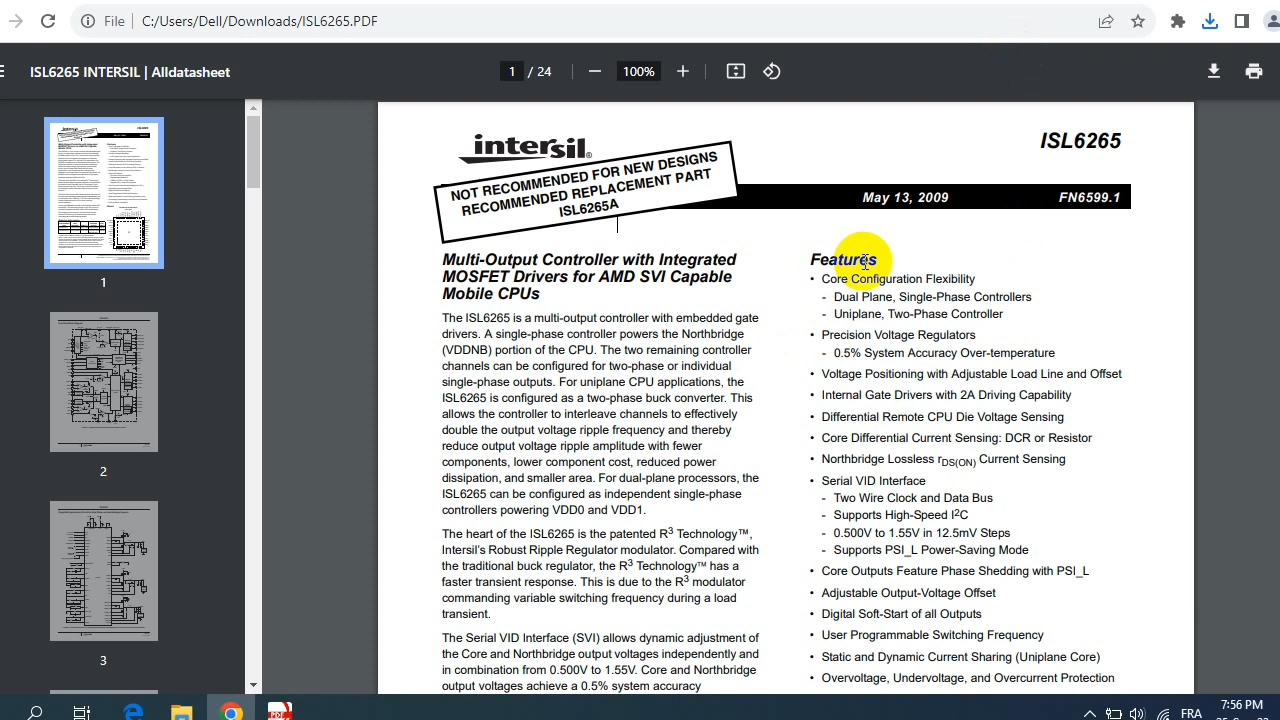 File C:/Users/Dell/Downloads/ISL6265.PDF
ISL6265 INTERSIL | Alldatasheet
1 / 24
100%
intersil®
ISL6265
NOT RECOMMENDED FOR NEW DESIGNS
RECOMMENDED REPLACEMENT PART
ISL6265A
May 13, 2009
FN6599.1
Multi-Output Controller with Integrated
MOSFET Drivers for AMD SVI Capable
Mobile CPUs
The ISL6265 is a multi-output controller with embedded gate
drivers. A single-phase controller powers the Northbridge
(VDDNB) portion of the CPU. The two remaining controller
channels can be configured for two-phase or individual
single-phase outputs. For uniplane CPU applications, the
ISL6265 is configured as a two-phase buck converter. This
allows the controller to interleave channels to effectively
double the output voltage ripple frequency and thereby
reduce output voltage ripple amplitude with fewer
components, lower component cost, reduced power
dissipation, and smaller area. For dual-plane processors, the
ISL6265 can be configured as independent single-phase
controllers powering VDD0 and VDD1.
The heart of the ISL6265 is the patented R3 Technology™,
Intersil's Robust Ripple Regulator modulator. Compared with
the traditional buck regulator, the R3 Technology™ has a
faster transient response. This is due to the R3 modulator
commanding variable switching frequency during a load
transient.
The Serial VID Interface (SVI) allows dynamic adjustment of
the Core and Northbridge output voltages independently and
in combination from 0.500V to 1.55V. Core and Northbridge
output voltages achieve a 0.5% system accuracy
Features
• Core Configuration Flexibility
- Dual Plane, Single-Phase Controllers
- Uniplane, Two-Phase Controller
• Precision Voltage Regulators
- 0.5% System Accuracy Over-temperature
• Voltage Positioning with Adjustable Load Line and Offset
• Internal Gate Drivers with 2A Driving Capability
• Differential Remote CPU Die Voltage Sensing
• Core Differential Current Sensing: DCR or Resistor
• Northbridge Lossless rDS(ON) Current Sensing
• Serial VID Interface
- Two Wire Clock and Data Bus
- Supports High-Speed I2C
- 0.500V to 1.55V in 12.5mV Steps
- Supports PSI_L Power-Saving Mode
• Core Outputs Feature Phase Shedding with PSI_L
• Adjustable Output-Voltage Offset
• Digital Soft-Start of all Outputs
• User Programmable Switching Frequency
• Static and Dynamic Current Sharing (Uniplane Core)
• Overvoltage, Undervoltage, and Overcurrent Protection
1
2
3
FRA
7:56 PM